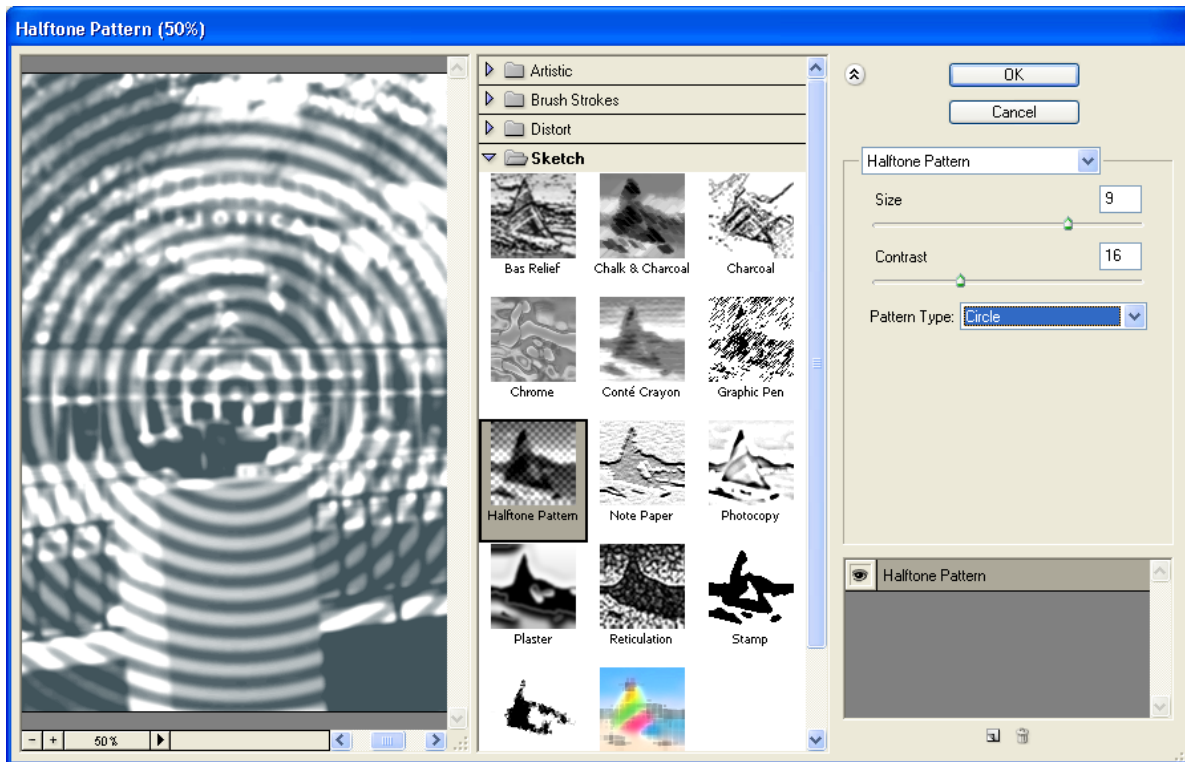 Halftone Pattern (50%)
Artistic
Brush Strokes
Distort
Sketch
Bas Relief
Chalk & Charcoal
Charcoal
Chrome
Conté Crayon
Graphic Pen
Halftone Pattern
Note Paper
Photocopy
Plaster
Reticulation
Stamp
- + 50%
OK
Cancel
Halftone Pattern
Size 9
Contrast 16
Pattern Type: Circle
Halftone Pattern